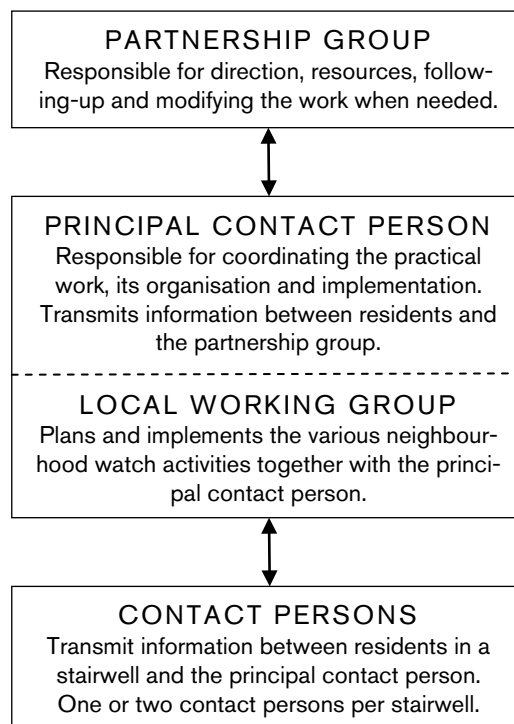 PARTNERSHIP GROUP
Responsible for direction, resources, follow-
ing-up and modifying the work when needed.
PRINCIPAL CONTACT PERSON
Responsible for coordinating the practical
work, its organisation and implementation.
Transmits information between residents and
the partnership group.
LOCAL WORKING GROUP
Plans and implements the various neighbour-
hood watch activities together with the princi-
pal contact person.
CONTACT PERSONS
Transmit information between residents in a
stairwell and the principal contact person.
One or two contact persons per stairwell.